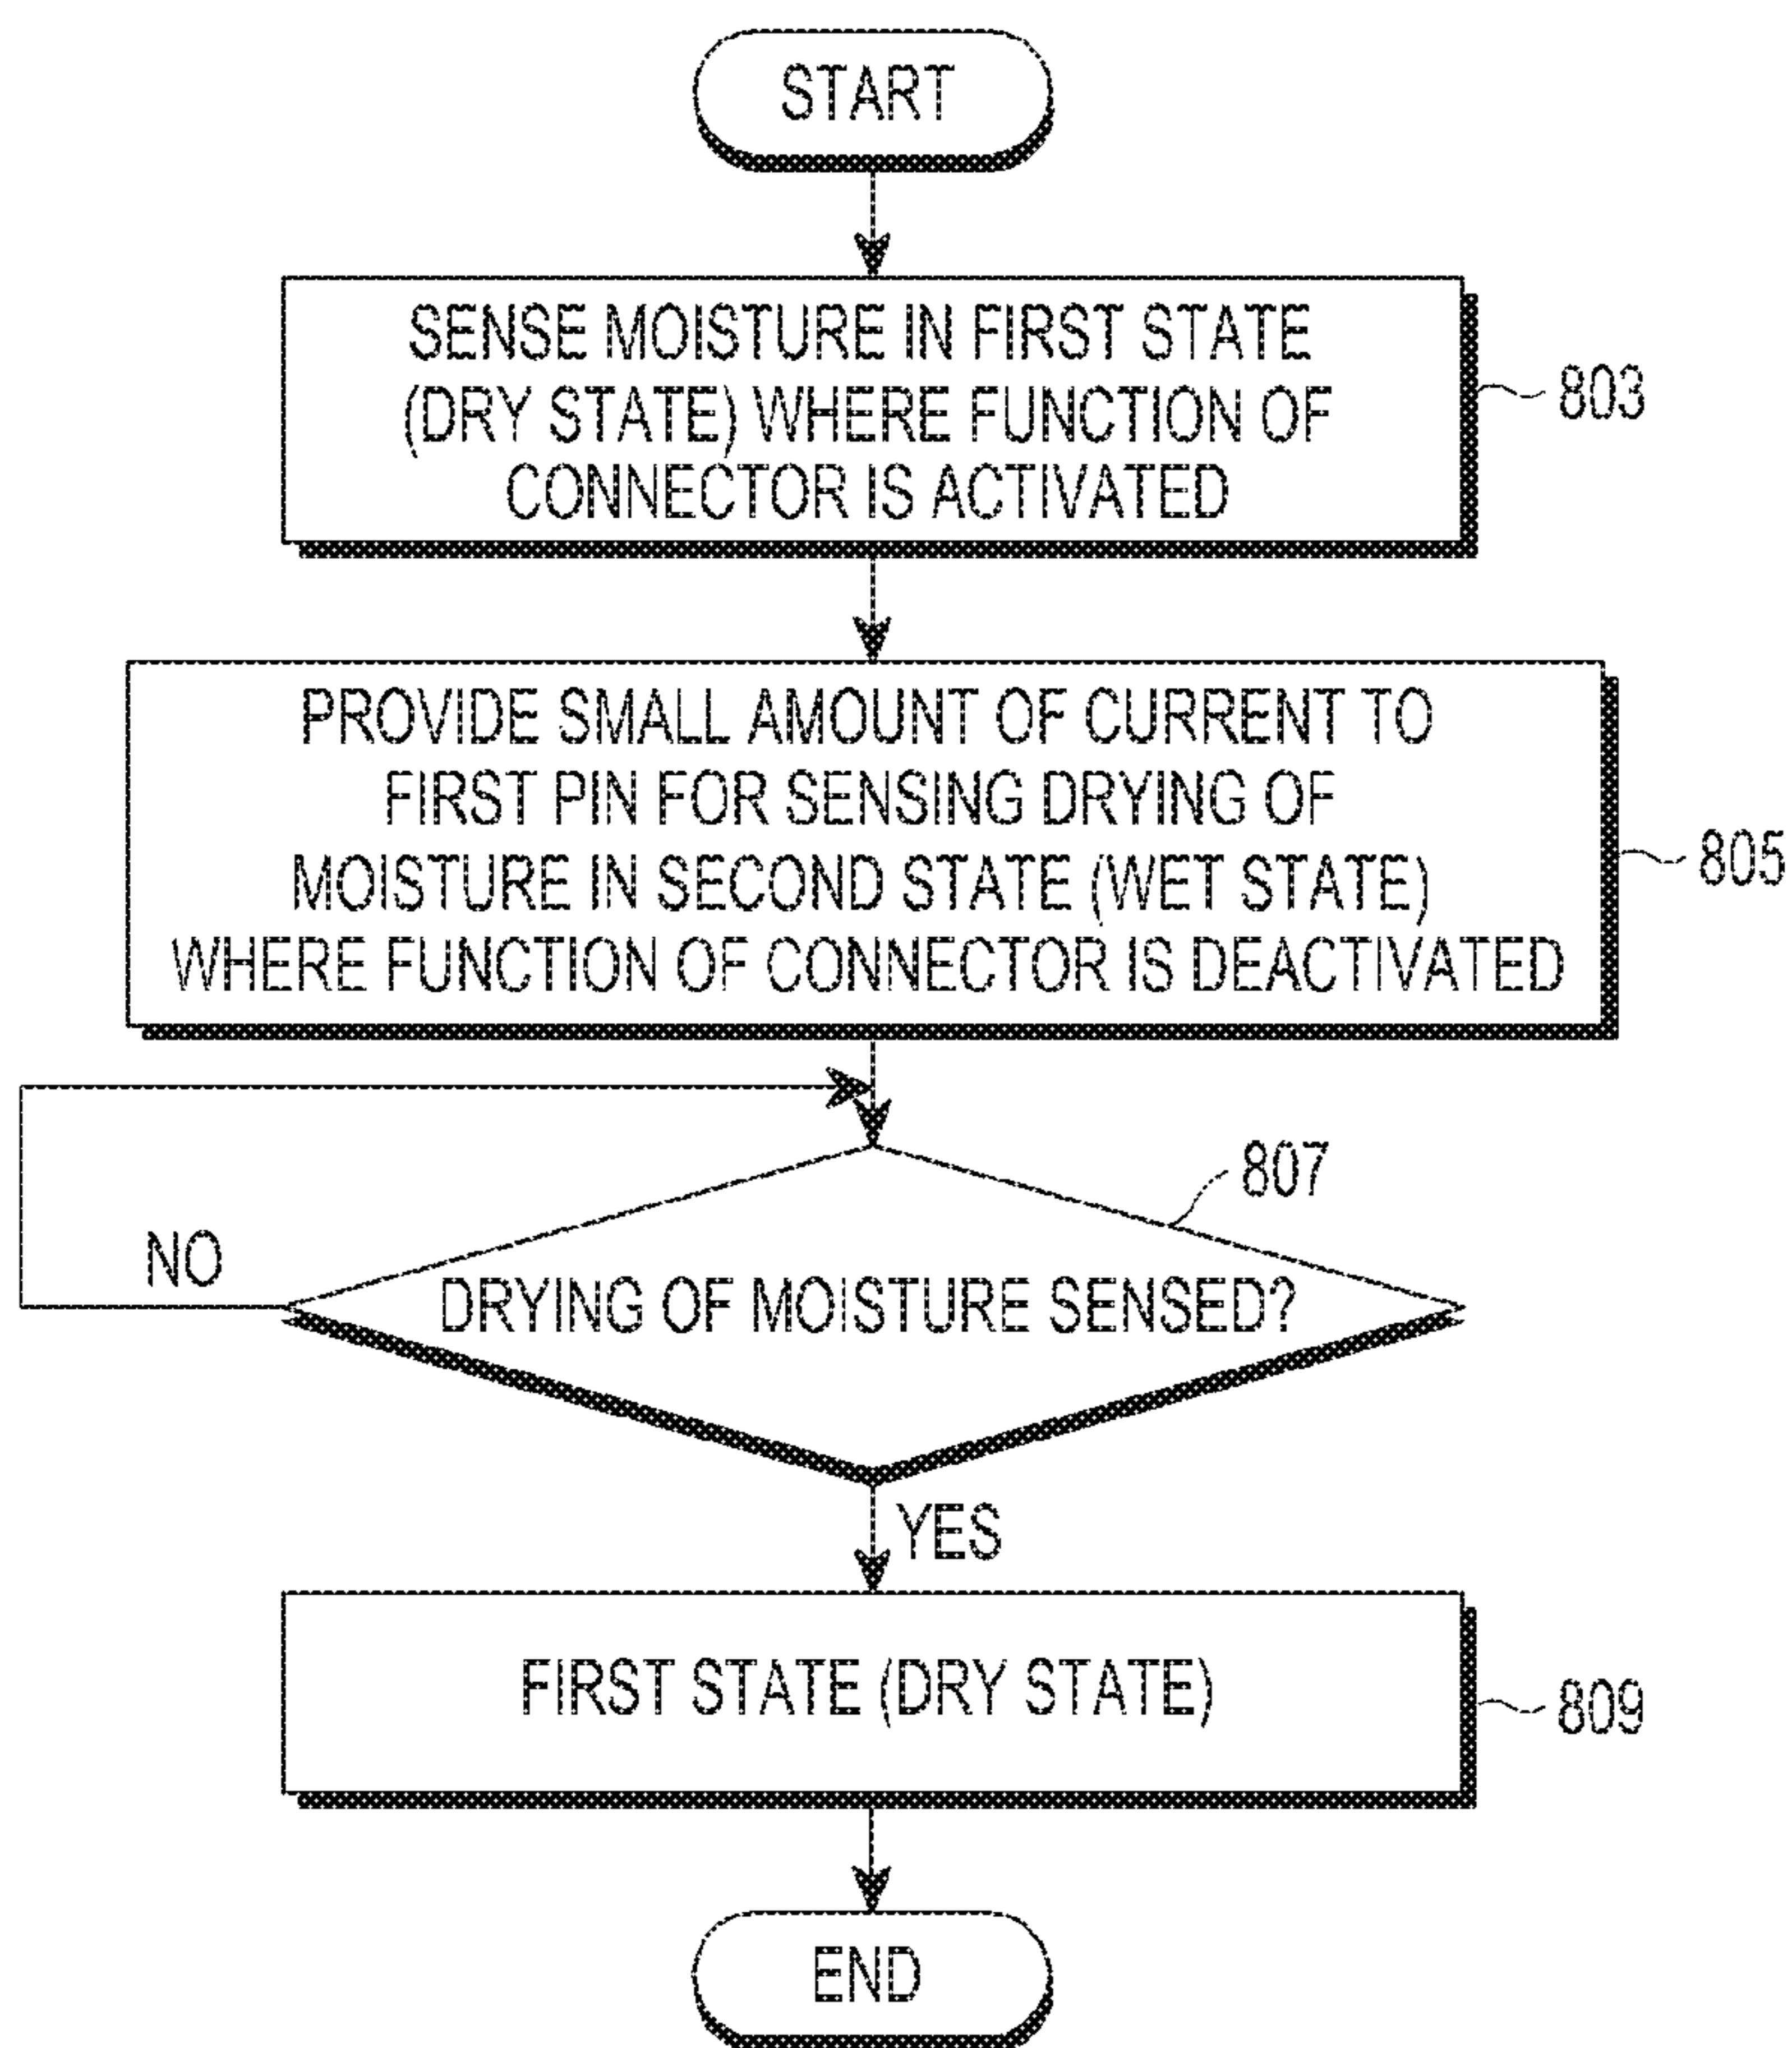 START
SENSE MOISTURE IN FIRST STATE
(DRY STATE) WHERE FUNCTION OF
CONNECTOR IS ACTIVATED
803
PROVIDE SMALL AMOUNT OF CURRENT TO
FIRST PIN FOR SENSING DRYING OF
MOISTURE IN SECOND STATE (WET STATE)
WHERE FUNCTION OF CONNECTOR IS DEACTIVATED
805
807
NO
DRYING OF MOISTURE SENSED?
YES
FIRST STATE (DRY STATE)
809
END